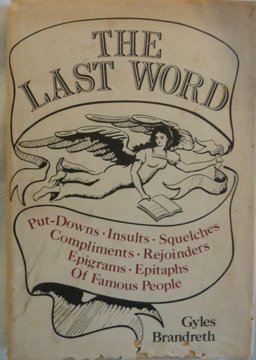 THE
LAST WORD
Put-Downs · Insults · Squelches
Compliments · Rejoinders
Epigrams · Epitaphs
Of Famous People
Gyles
Brandreth